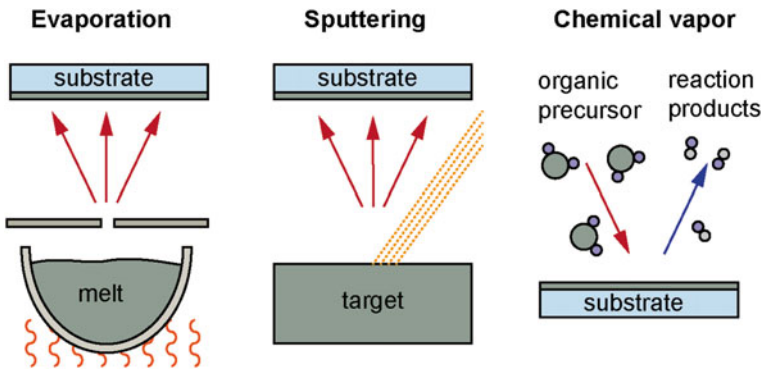 Evaporation
Sputtering
Chemical vapor
substrate
substrate
organic
precursor
reaction
products
melt
target
substrate